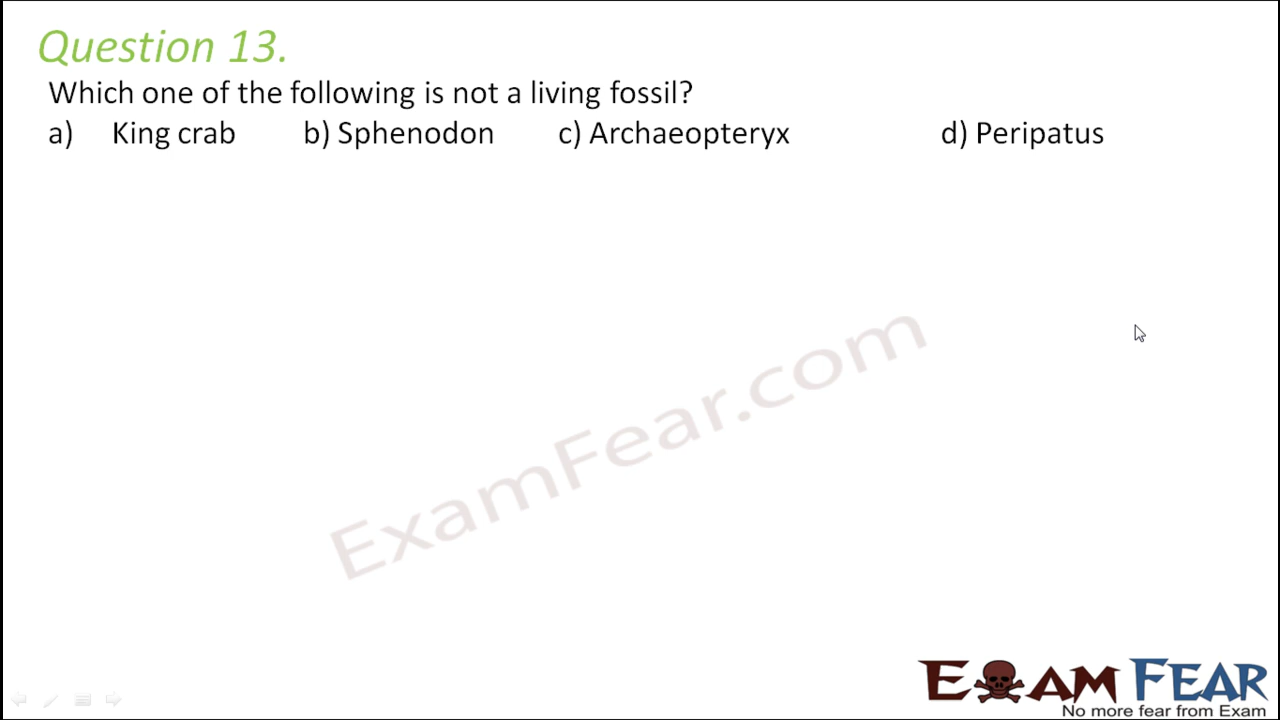 Question 13.
Which one of the following is not a living fossil?
a) King crab b) Sphenodon c) Archaeopteryx d) Peripatus
ExamFear.com
EXAM FEAR
No more fear from Exam